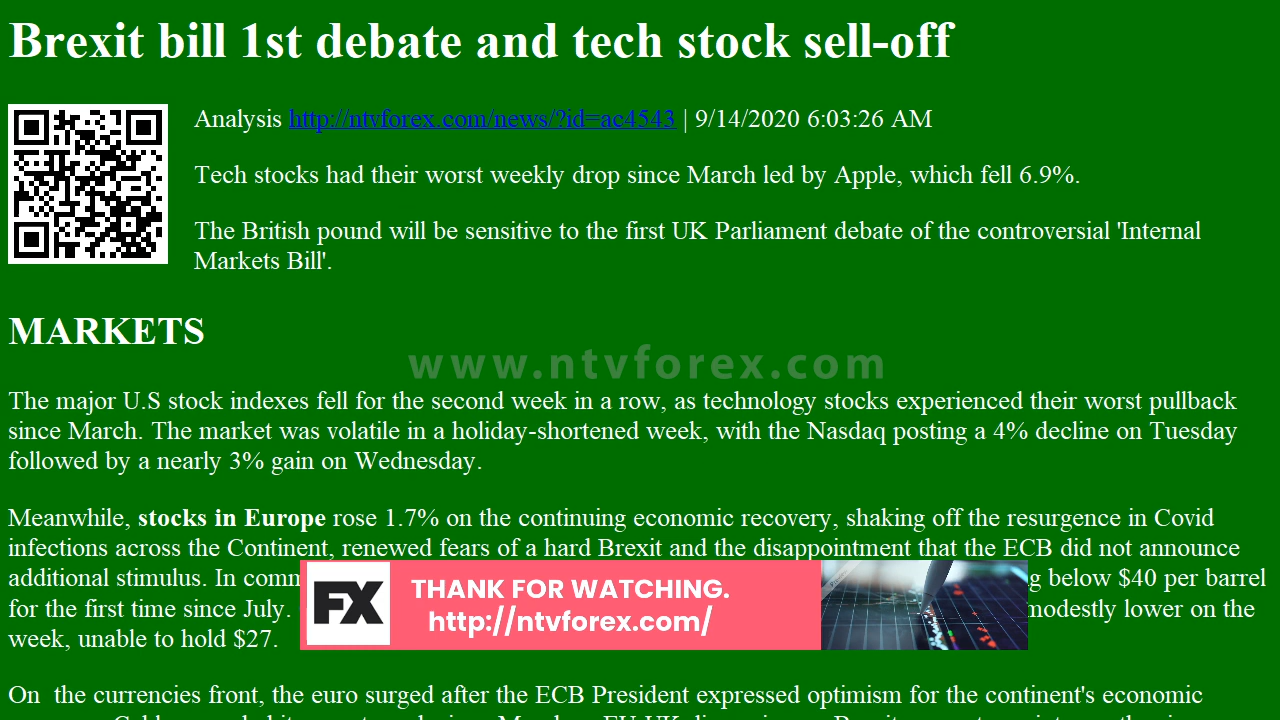 Brexit bill 1st debate and tech stock sell-off
Analysis http://ntvforex.com/news/?id=ac4543 | 9/14/2020 6:03:26 AM
Tech stocks had their worst weekly drop since March led by Apple, which fell 6.9%.
The British pound will be sensitive to the first UK Parliament debate of the controversial 'Internal
Markets Bill'.
MARKETS
www.ntvforex.com
The major U.S stock indexes fell for the second week in a row, as technology stocks experienced their worst pullback
since March. The market was volatile in a holiday-shortened week, with the Nasdaq posting a 4% decline on Tuesday
followed by a nearly 3% gain on Wednesday.
Meanwhile, stocks in Europe rose 1.7% on the continuing economic recovery, shaking off the resurgence in Covid
infections across the Continent, renewed fears of a hard Brexit and the disappointment that the ECB did not announce
additional stimulus. In below $40 per barrel
for the first time since July. modestly lower on the
week, unable to hold $27.
FX
THANK FOR WATCHING.
http://ntvforex.com/
On the currencies front, the euro surged after the ECB President expressed optimism for the continent's economic